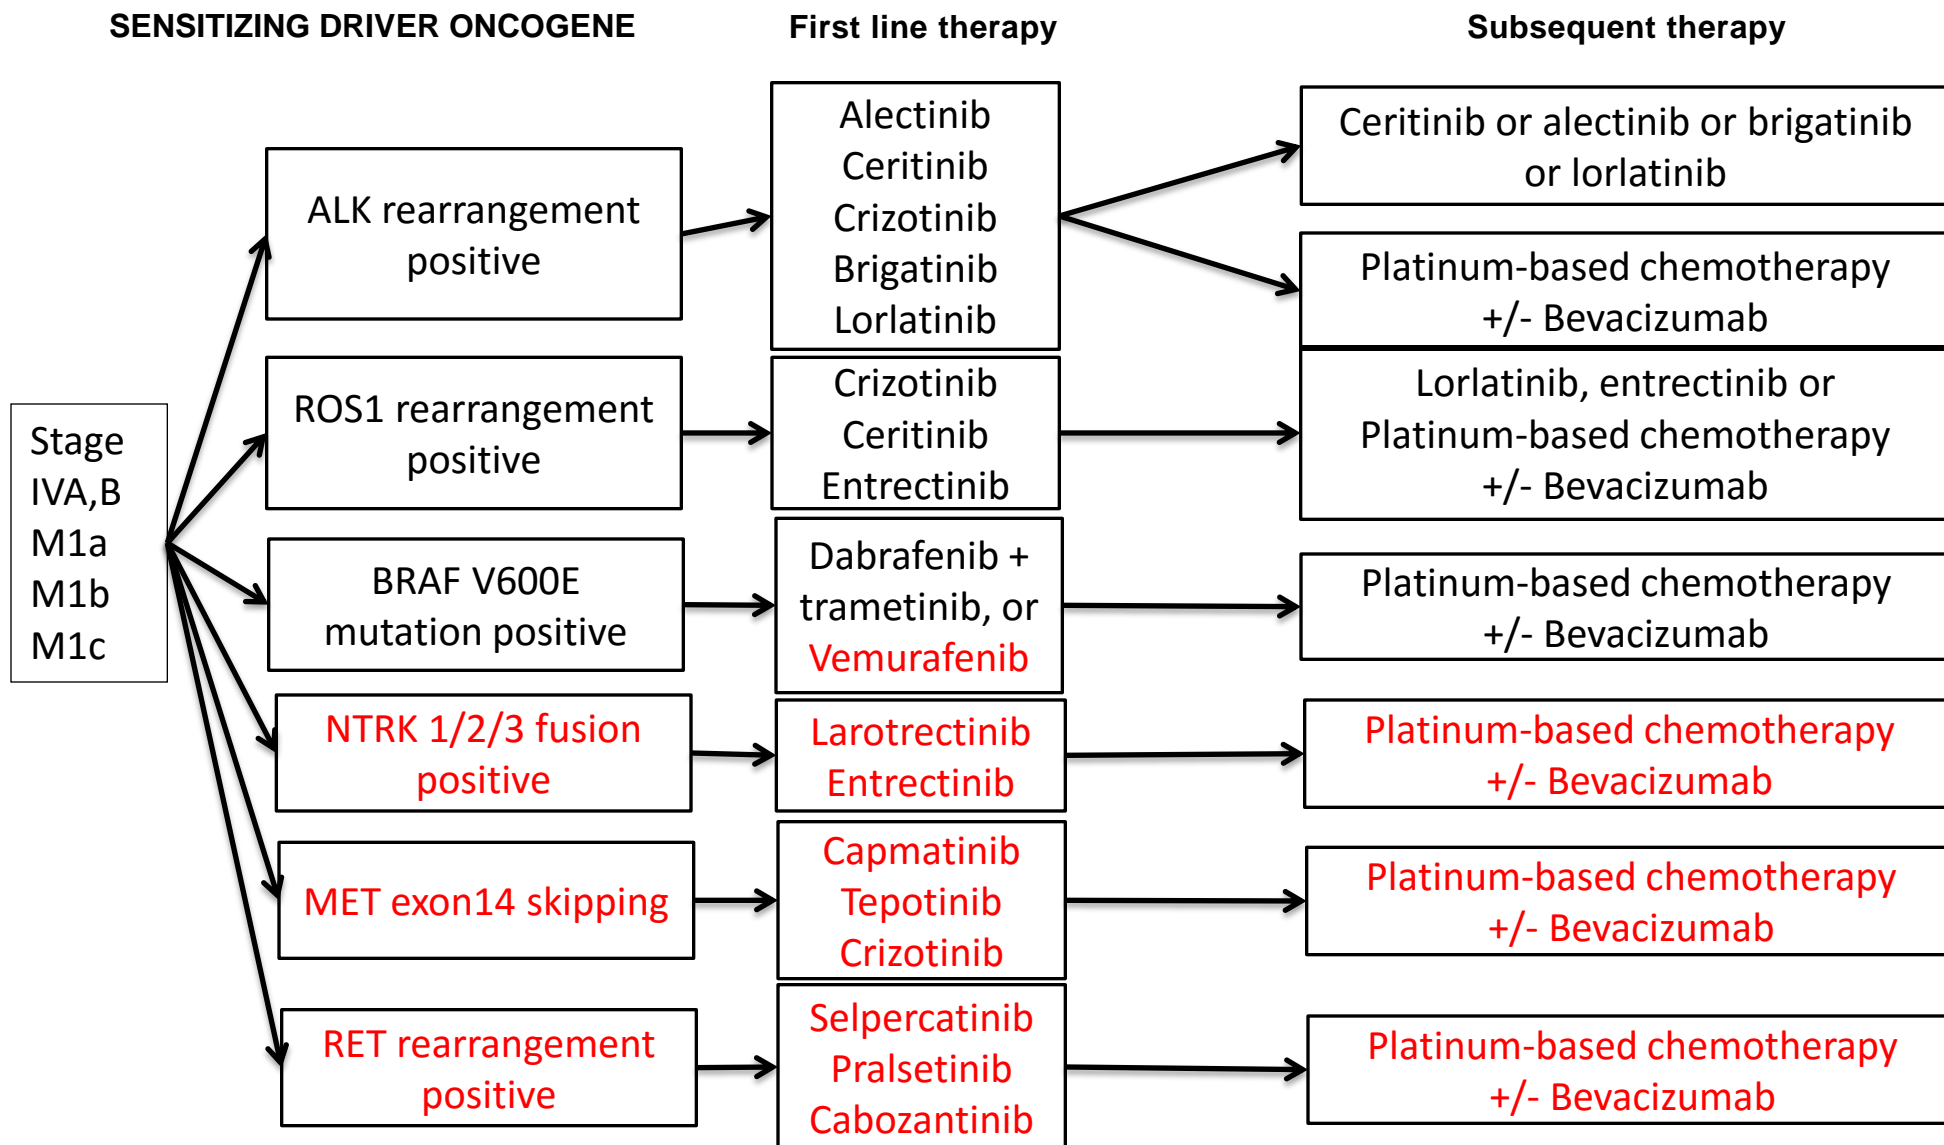 SENSITIZING DRIVER ONCOGENE
First line therapy
Subsequent therapy
Stage
IVA,B
M1a
M1b
M1c
ALK rearrangement
positive
Alectinib
Ceritinib
Crizotinib
Brigatinib
Lorlatinib
Ceritinib or alectinib or brigatinib
or lorlatinib
Platinum-based chemotherapy
+/- Bevacizumab
ROS1 rearrangement
positive
Crizotinib
Ceritinib
Entrectinib
Lorlatinib, entrectinib or
Platinum-based chemotherapy
+/- Bevacizumab
BRAF V600E
mutation positive
Dabrafenib +
trametinib, or
Vemurafenib
Platinum-based chemotherapy
+/- Bevacizumab
NTRK 1/2/3 fusion
positive
Larotrectinib
Entrectinib
Platinum-based chemotherapy
+/- Bevacizumab
MET exon14 skipping
Capmatinib
Tepotinib
Crizotinib
Platinum-based chemotherapy
+/- Bevacizumab
RET rearrangement
positive
Selpercatinib
Pralsetinib
Cabozantinib
Platinum-based chemotherapy
+/- Bevacizumab